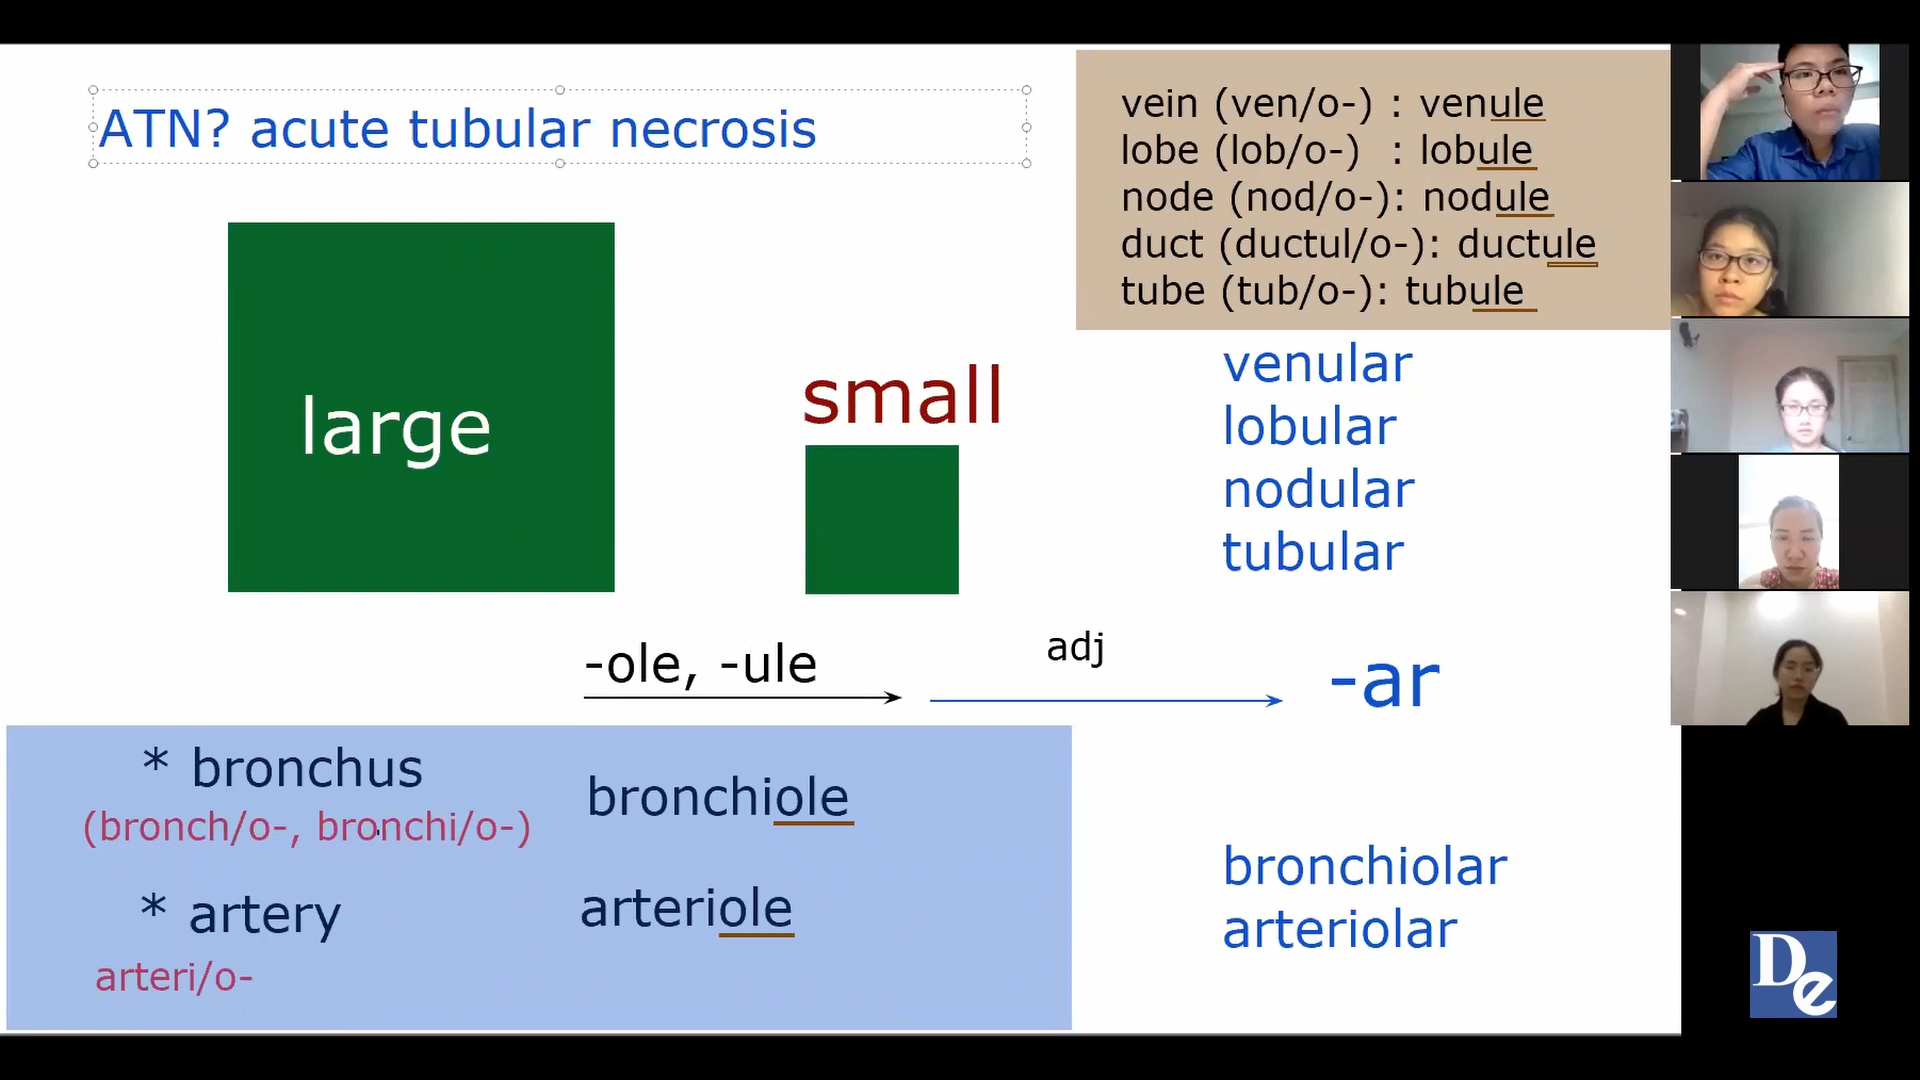 ATN? acute tubular necrosis
vein (ven/o-) : venule
lobe (lob/o-) : lobule
node (nod/o-): nodule
duct (ductul/o-): ductule
tube (tub/o-): tubule
large
small
venular
lobular
nodular
tubular
-ole, -ule
adj
-ar
* bronchus
(bronch/o-, bronchi/o-)
bronchiole
* artery
arteriole
arteri/o-
bronchiolar
arteriolar
De